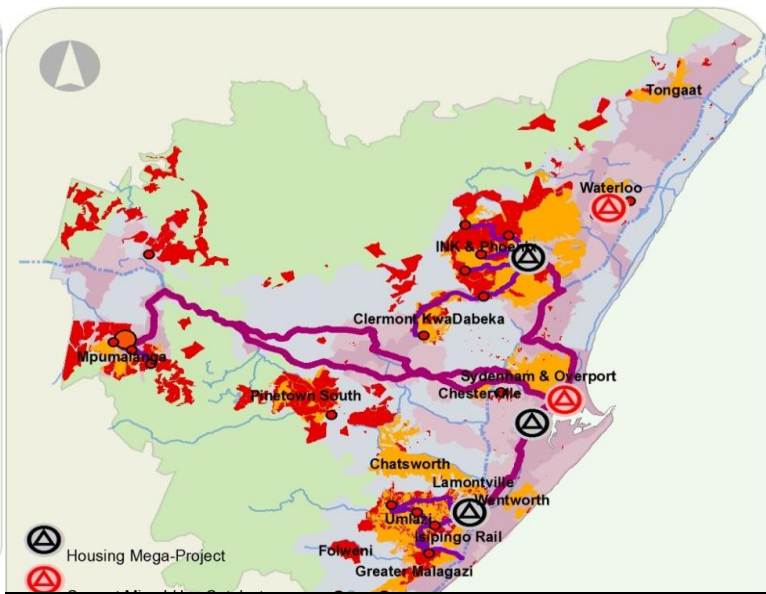 Tongaat
Waterloo
INK & Phoenix
Clermont KwaDabeka
Mpumalanga
Sydenham & Overport
Chesterville
Pinetown South
Chatsworth
Lamontville
Wentworth
Umlazi
Isipingo Rail
Folweni
Greater Malagazi
Housing Mega-Project